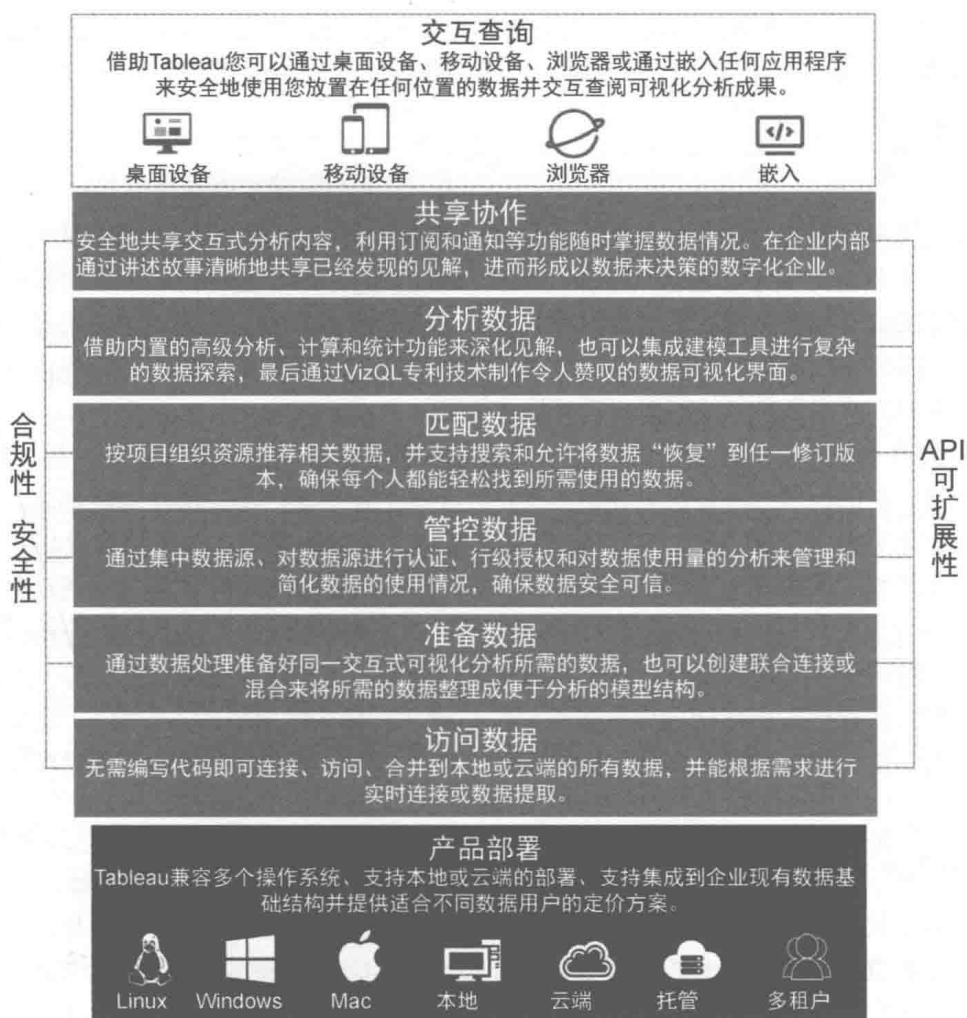 交互查询
借助Tableau您可以通过桌面设备、移动设备、浏览器或通过嵌入任何应用程序
来安全地使用您放置在任何位置的数据并交互查阅可视化分析成果。
桌面设备 移动设备 浏览器 嵌入
共享协作
安全地共享交互式分析内容，利用订阅和通知等功能随时掌握数据情况。在企业内部
通过讲述故事清晰地共享已经发现的见解，进而形成以数据来决策的数字化企业。
分析数据
借助内置的高级分析、计算和统计功能来深化见解，也可以集成建模工具进行复杂
的数据探索，最后通过VizQL专利技术制作令人赞叹的数据可视化界面。
匹配数据
按项目组织资源推荐相关数据，并支持搜索和允许将数据“恢复”到任一修订版
本，确保每个人都能轻松找到所需使用的数据。
管控数据
通过集中数据源、对数据源进行认证、行级授权和对数据使用量的分析来管理和
简化数据的使用情况，确保数据安全可信。
准备数据
通过数据处理准备好同一交互式可视化分析所需的数据，也可以创建联合连接或
混合来将所需的数据整理成便于分析的模型结构。
访问数据
无需编写代码即可连接、访问、合并到本地或云端的所有数据，并能根据需求进行
实时连接或数据提取。
合规性 安全性
API可扩展性
产品部署
Tableau兼容多个操作系统、支持本地或云端的部署、支持集成到企业现有数据基
础结构并提供适合不同数据用户的定价方案。
Linux Windows Mac 本地 云端 托管 多租户